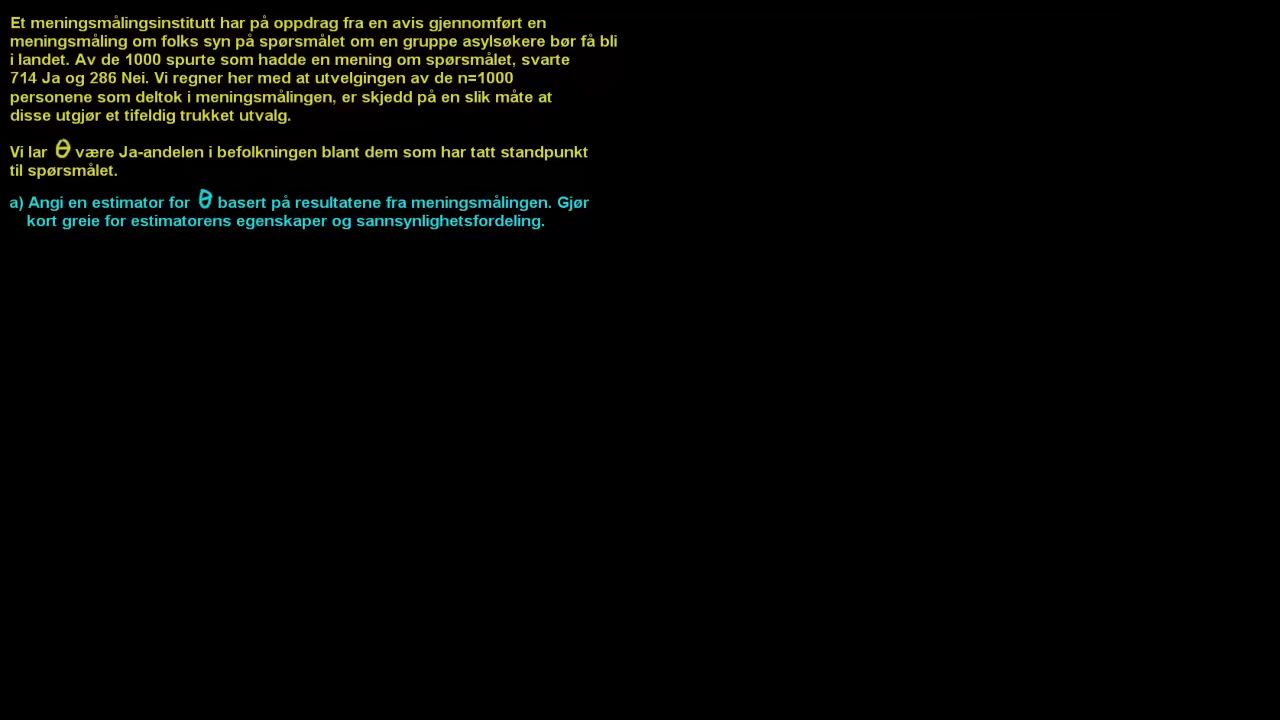 Et meningsmålingsinstitutt har på oppdrag fra en avis gjennomført en
meningsmåling om folks syn på spørsmålet om en gruppe asylsøkere bør få bli
i landet. Av de 1000 spurte som hadde en mening om spørsmålet, svarte
714 Ja og 286 Nei. Vi regner her med at utvelgingen av de n=1000
personene som deltok i meningsmålingen, er skjedd på en slik måte at
disse utgjør et tifeldig trukket utvalg.
Vi lar θ være Ja-andelen i befolkningen blant dem som har tatt standpunkt
til spørsmålet.
a) Angi en estimator for θ basert på resultatene fra meningsmålingen. Gjør
kort greie for estimatorens egenskaper og sannsynlighetsfordeling.